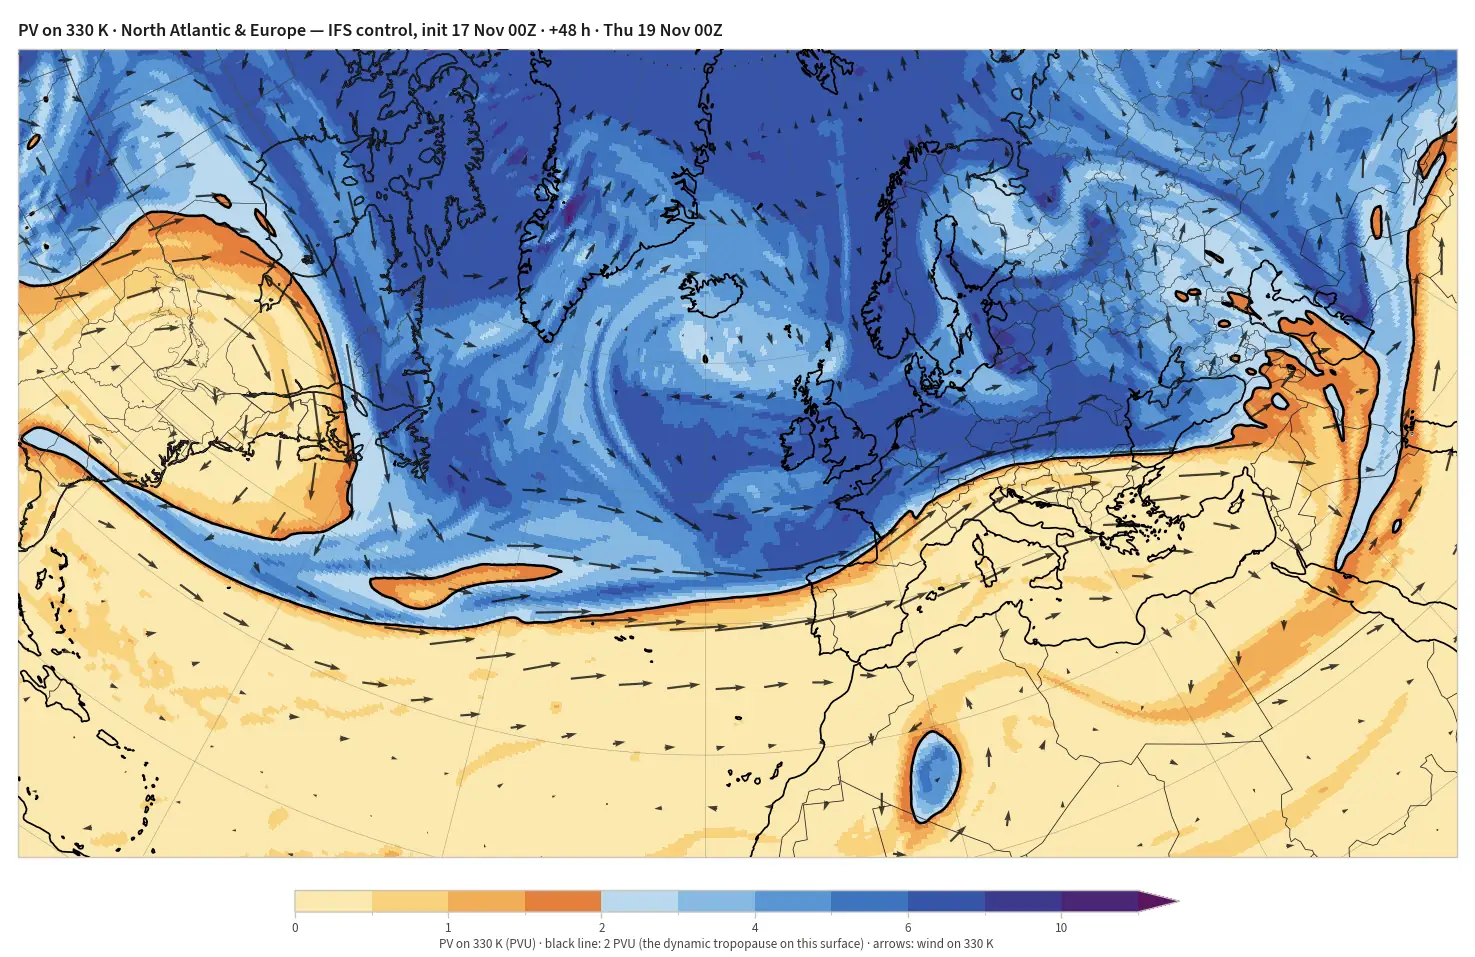 PV on 330 K · North Atlantic & Europe — IFS control, init 17 Nov 00Z · +48 h · Thu 19 Nov 00Z
0 1 2 4 6 10
PV on 330 K (PVU) · black line: 2 PVU (the dynamic tropopause on this surface) · arrows: wind on 330 K